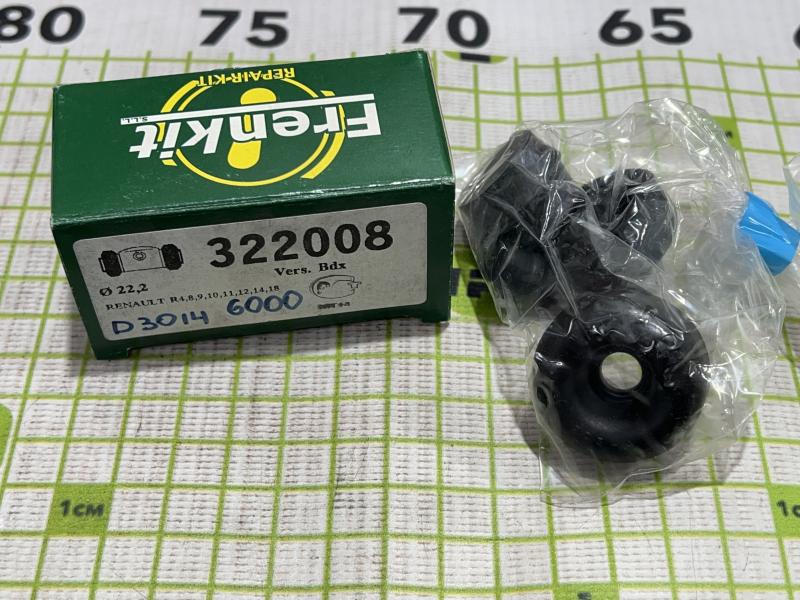 80 75 70 65
REPAIR-KIT
Frenkit
S.L.L.
322008
Vers. Bdx
Ø 22,2
RENAULT R4,8,9,10,11,12,14,18
D3014 6000
1см
1